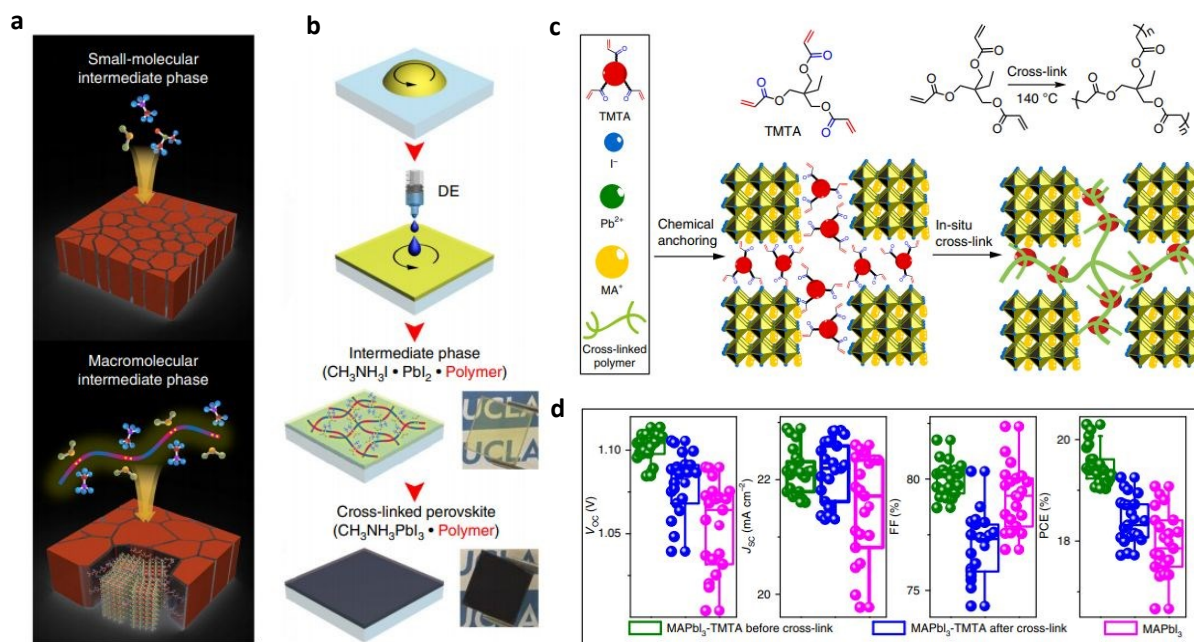 a
Small-molecular
intermediate phase
Macromolecular
intermediate phase
b
DE
Intermediate phase
(CH₃NH₃I • PbI₂ • Polymer)
UCLA
UCLA
Cross-linked perovskite
(CH₃NH₃PbI₃ • Polymer)
c
TMTA
I⁻
Pb²⁺
MA⁺
Cross-linked
polymer
Chemical
anchoring
TMTA
Cross-link
140 °C
n
In-situ
cross-link
d
V_OC (V)
1.10
1.05
J_SC (mA cm⁻²)
22
20
FF (%)
80
75
PCE (%)
20
18
MAPbI₃-TMTA before cross-link
MAPbI₃-TMTA after cross-link
MAPbI₃